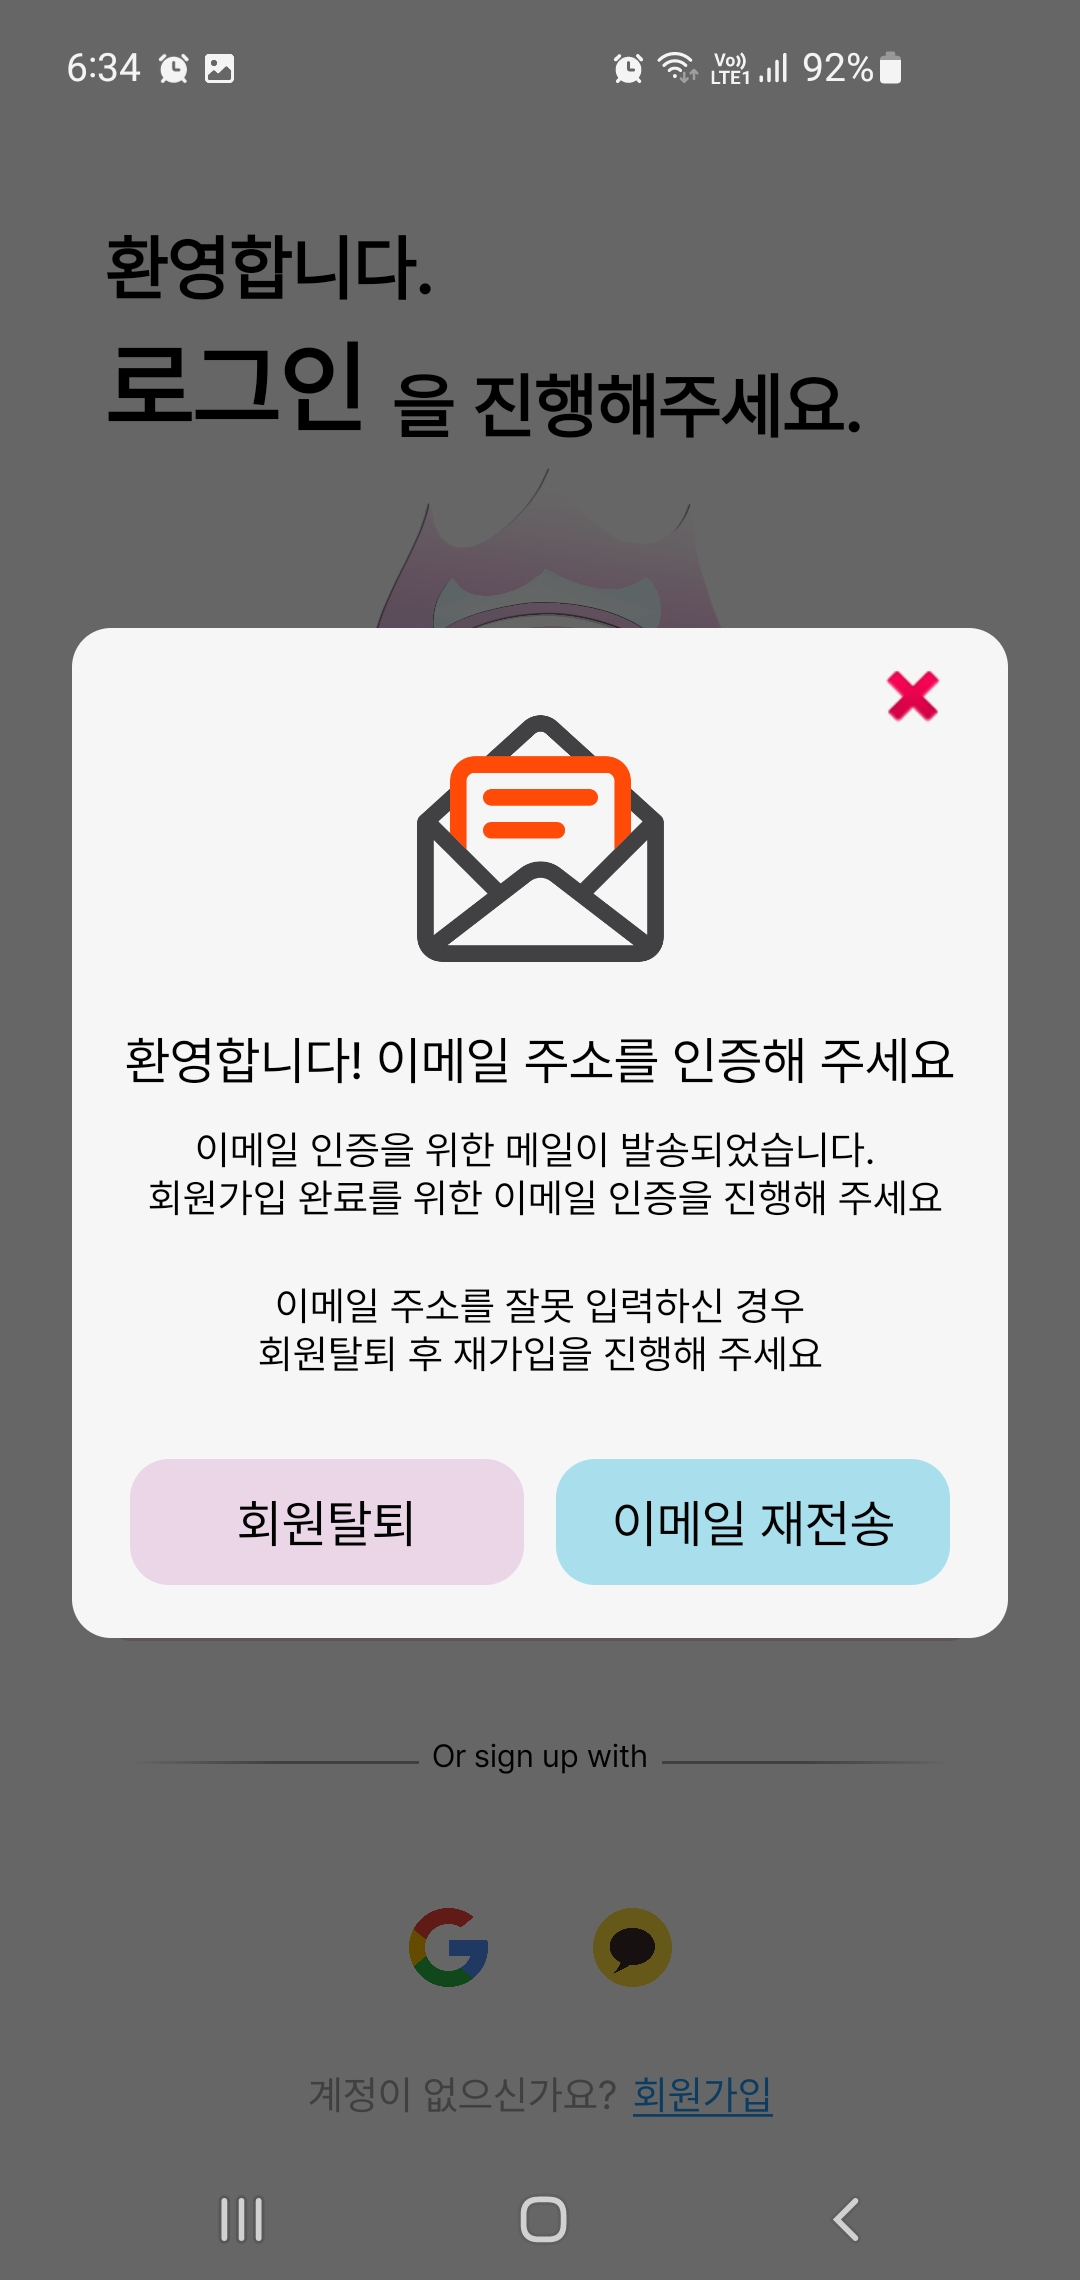 6:34 Vo)) LTE1 92%
환영합니다.
로그인 을 진행해주세요.
환영합니다! 이메일 주소를 인증해 주세요
이메일 인증을 위한 메일이 발송되었습니다.
회원가입 완료를 위한 이메일 인증을 진행해 주세요
이메일 주소를 잘못 입력하신 경우
회원탈퇴 후 재가입을 진행해 주세요
회원탈퇴 이메일 재전송
Or sign up with
계정이 없으신가요? 회원가입